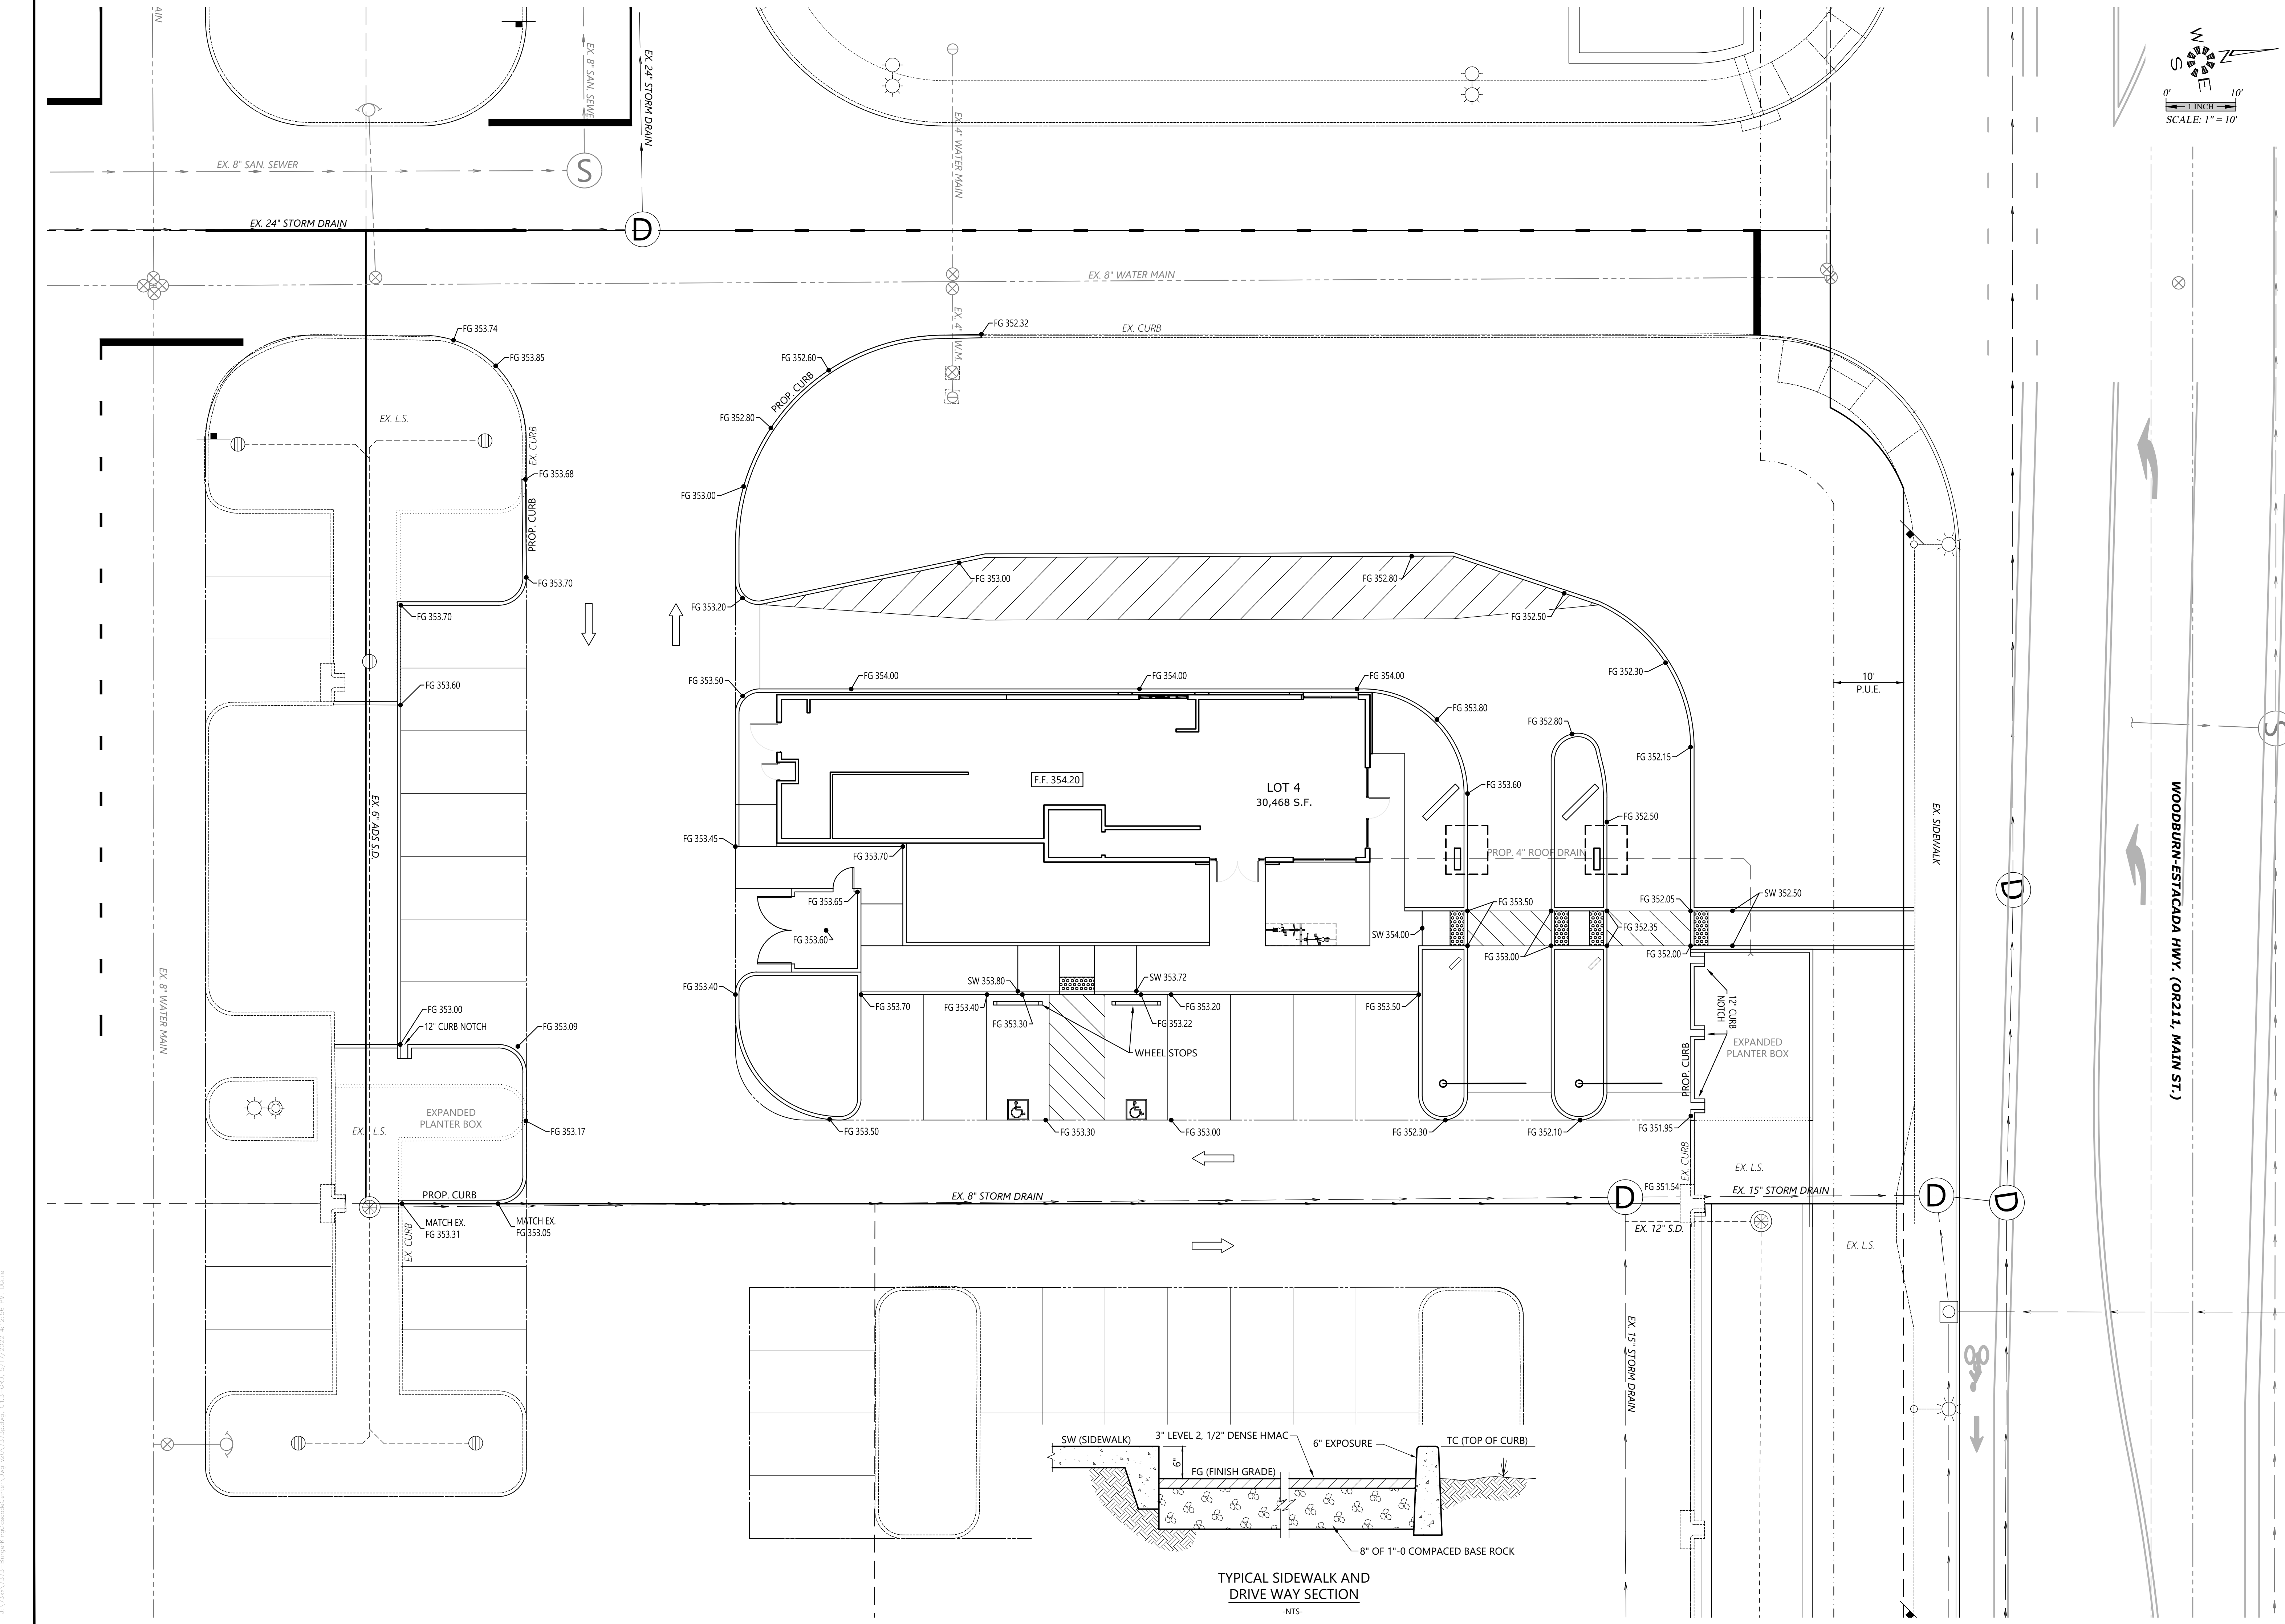 AIN
EX. 8" SAN. SEWE
EX. 24" STORM DRAIN
EX. 4" WATER MAIN
W
N
S
E
0' 10'
1 INCH
SCALE: 1" = 10'
EX. 8" SAN. SEWER
S
EX. 24" STORM DRAIN
D
EX. 8" WATER MAIN
EX. 4" W.M.
FG 353.74
FG 353.85
FG 352.32
EX. CURB
FG 352.60
PROP. CURB
FG 352.80
EX. L.S.
EX. CURB
FG 353.68
PROP. CURB
FG 353.00
FG 353.70
FG 353.70
FG 353.20
FG 353.00
FG 352.80
FG 352.50
FG 353.60
FG 353.50
FG 354.00
FG 354.00
FG 354.00
FG 352.30
10'
P.U.E.
FG 353.80
FG 352.80
FG 352.15
S
F.F. 354.20
LOT 4
30,468 S.F.
FG 353.60
FG 352.50
EX. 6" ADS S.D.
EX. SIDEWALK
WOODBURN-ESTACADA HWY. (OR211, MAIN ST.)
FG 353.45
FG 353.70
PROP. 4" ROOF DRAIN
FG 353.65
FG 353.60
FG 353.50
FG 352.05
SW 352.50
D
SW 354.00
FG 352.35
FG 353.00
FG 352.00
EX. 8" WATER MAIN
FG 353.40
SW 353.80
SW 353.72
FG 353.70
FG 353.40
FG 353.20
FG 353.50
FG 353.30
FG 353.22
12" CURB
NOTCH
FG 353.00
12" CURB NOTCH
FG 353.09
WHEEL STOPS
EXPANDED
PLANTER BOX
PROP. CURB
EXPANDED
PLANTER BOX
EX. L.S.
FG 353.17
FG 353.50
FG 353.30
FG 353.00
FG 352.30
FG 352.10
FG 351.95
EX. CURB
EX. L.S.
PROP. CURB
EX. 8" STORM DRAIN
D
FG 351.54
EX. 15" STORM DRAIN
D
D
MATCH EX.
FG 353.31
MATCH EX.
FG 353.05
EX. CURB
EX. 12" S.D.
EX. L.S.
EX. 15" STORM DRAIN
SW (SIDEWALK)
3" LEVEL 2, 1/2" DENSE HMAC
6" EXPOSURE
TC (TOP OF CURB)
6"
FG (FINISH GRADE)
8" OF 1"-0 COMPACED BASE ROCK
TYPICAL SIDEWALK AND
DRIVE WAY SECTION
-NTS-